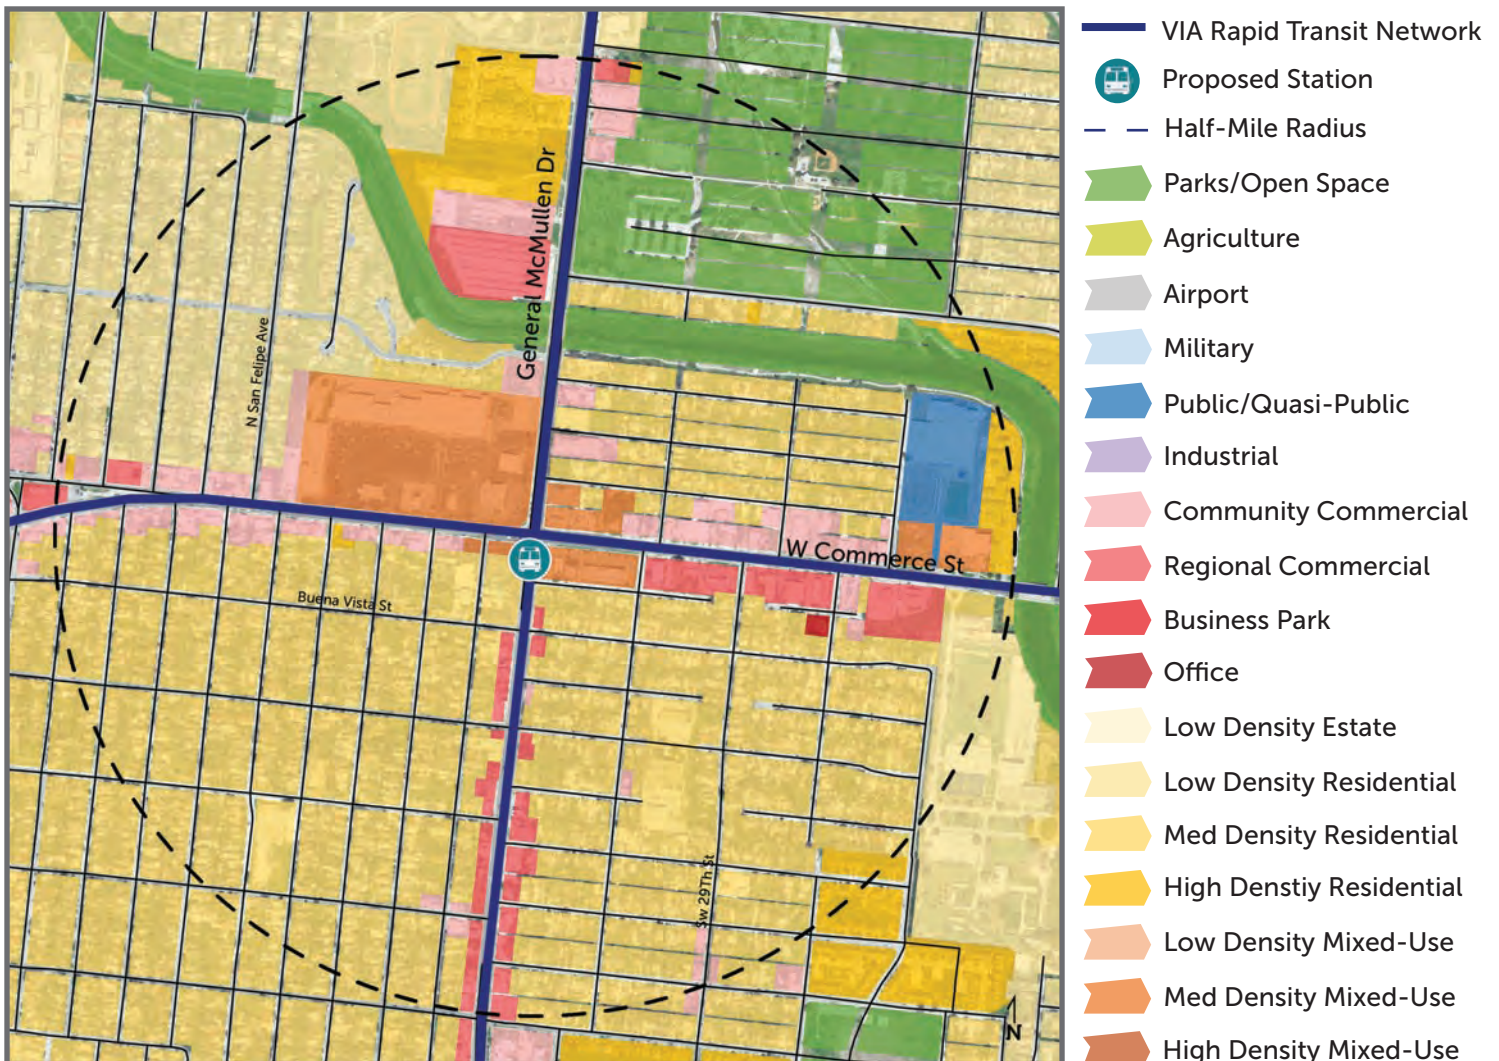 General McMullen Dr
N San Felipe Ave
W Commerce St
Buena Vista St
Sw 29Th St
N
VIA Rapid Transit Network
Proposed Station
Half-Mile Radius
Parks/Open Space
Agriculture
Airport
Military
Public/Quasi-Public
Industrial
Community Commercial
Regional Commercial
Business Park
Office
Low Density Estate
Low Density Residential
Med Density Residential
High Denstiy Residential
Low Density Mixed-Use
Med Density Mixed-Use
High Density Mixed-Use